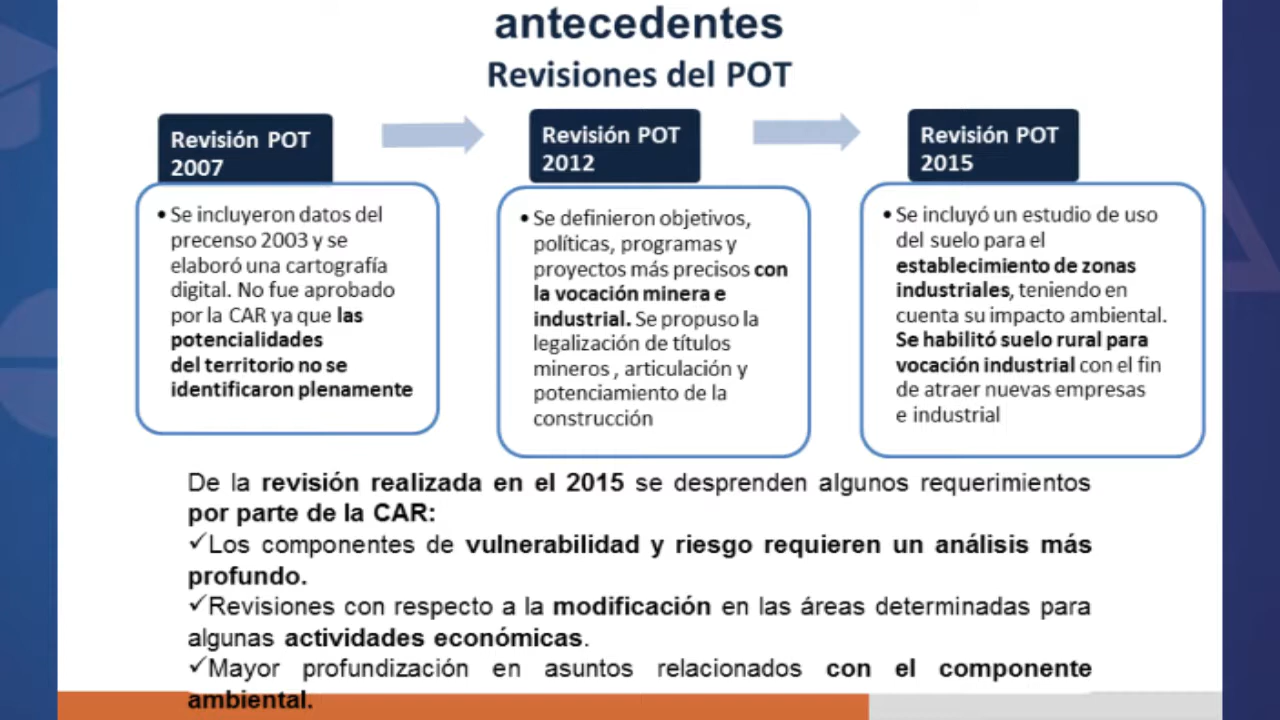 antecedentes
Revisiones del POT
Revisión POT
2007
• Se incluyeron datos del
precenso 2003 y se
elaboró una cartografía
digital. No fue aprobado
por la CAR ya que las
potencialidades
del territorio no se
identificaron plenamente
Revisión POT
2012
• Se definieron objetivos,
políticas, programas y
proyectos más precisos con
la vocación minera e
industrial. Se propuso la
legalización de títulos
mineros , articulación y
potenciamiento de la
construcción
Revisión POT
2015
• Se incluyó un estudio de uso
del suelo para el
establecimiento de zonas
industriales, teniendo en
cuenta su impacto ambiental.
Se habilitó suelo rural para
vocación industrial con el fin
de atraer nuevas empresas
e industrial
De la revisión realizada en el 2015 se desprenden algunos requerimientos
por parte de la CAR:
✓Los componentes de vulnerabilidad y riesgo requieren un análisis más
profundo.
✓Revisiones con respecto a la modificación en las áreas determinadas para
algunas actividades económicas.
✓Mayor profundización en asuntos relacionados con el componente
ambiental.